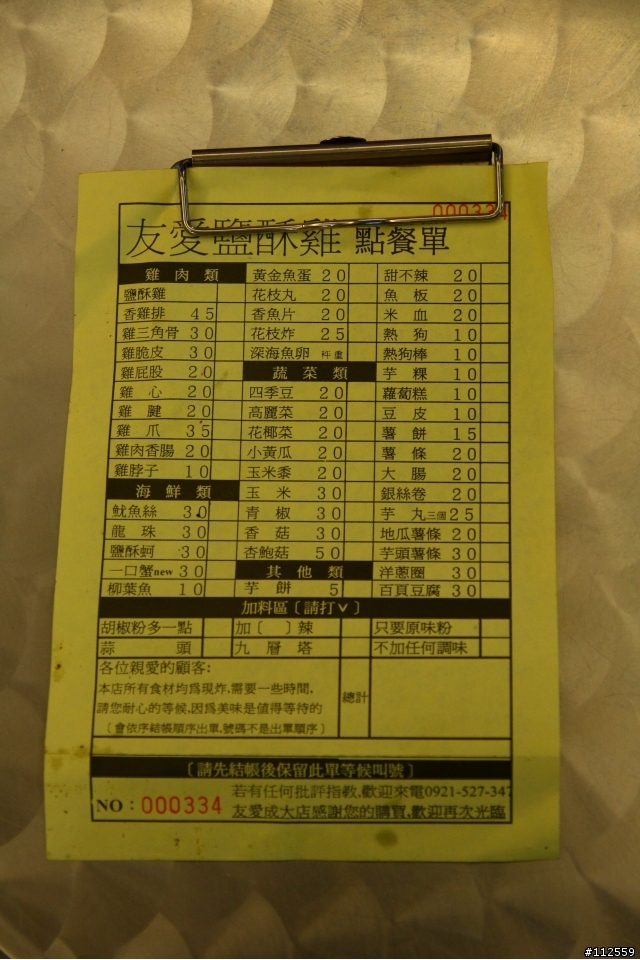 000334
友愛鹽酥雞 點餐單
雞肉類
鹽酥雞
香雞排 45
雞三角骨 30
雞脆皮 30
雞屁股 20
雞心 20
雞腱 20
雞爪 35
雞肉香腸 20
雞脖子 10
海鮮類
魷魚絲 30
龍珠 30
鹽酥蚵 30
一口蟹new 30
柳葉魚 10
黃金魚蛋 20
花枝丸 20
香魚片 20
花枝炸 25
深海魚卵 秤重
蔬菜類
四季豆 20
高麗菜 20
花椰菜 20
小黃瓜 20
玉米黍 20
玉米 30
青椒 30
香菇 30
杏鮑菇 50
其他類
芋餅 5
甜不辣 20
魚板 20
米血 20
熱狗 10
熱狗棒 10
芋粿 10
蘿蔔糕 10
豆皮 10
薯餅 15
薯條 20
大腸 20
銀絲卷 20
芋丸三個 25
地瓜薯條 20
芋頭薯條 30
洋蔥圈 30
百頁豆腐 30
加料區〔請打∨〕
胡椒粉多一點 加〔 〕辣 只要原味粉
蒜頭 九層塔 不加任何調味
各位親愛的顧客:
本店所有食材均爲現炸,需要一些時間,
請您耐心的等候,因爲美味是值得等待的
〔會依序結帳順序出單,號碼不是出單順序〕
總計
〔請先結帳後保留此單等候叫號〕
NO:000334
若有任何批評指教,歡迎來電0921-527-347
友愛成大店感謝您的購買,歡迎再次光臨
#112559